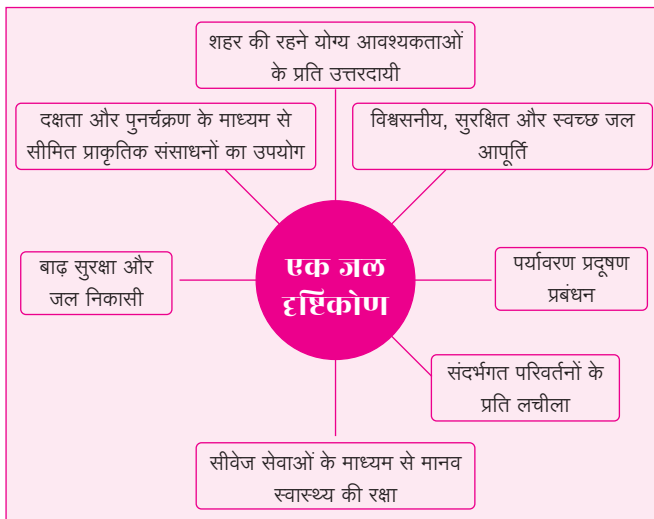 शहर की रहने योग्य आवश्यकताओं
के प्रति उत्तरदायी
दक्षता और पुनर्चक्रण के माध्यम से
सीमित प्राकृतिक संसाधनों का उपयोग
विश्वसनीय, सुरक्षित और स्वच्छ जल
आपूर्ति
एक जल
दृष्टिकोण
बाढ़ सुरक्षा और
जल निकासी
पर्यावरण प्रदूषण
प्रबंधन
संदर्भगत परिवर्तनों के
प्रति लचीला
सीवेज सेवाओं के माध्यम से मानव
स्वास्थ्य की रक्षा